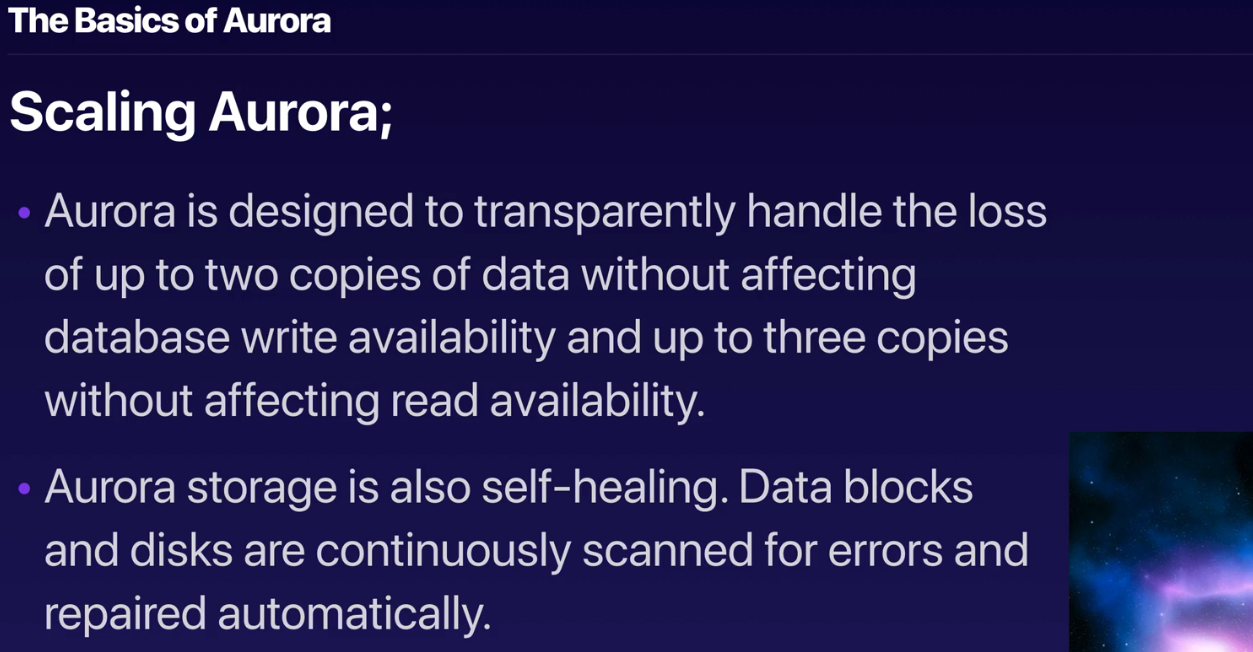 The Basics of Aurora
Scaling Aurora;
• Aurora is designed to transparently handle the loss
of up to two copies of data without affecting
database write availability and up to three copies
without affecting read availability.
• Aurora storage is also self-healing. Data blocks
and disks are continuously scanned for errors and
repaired automatically.